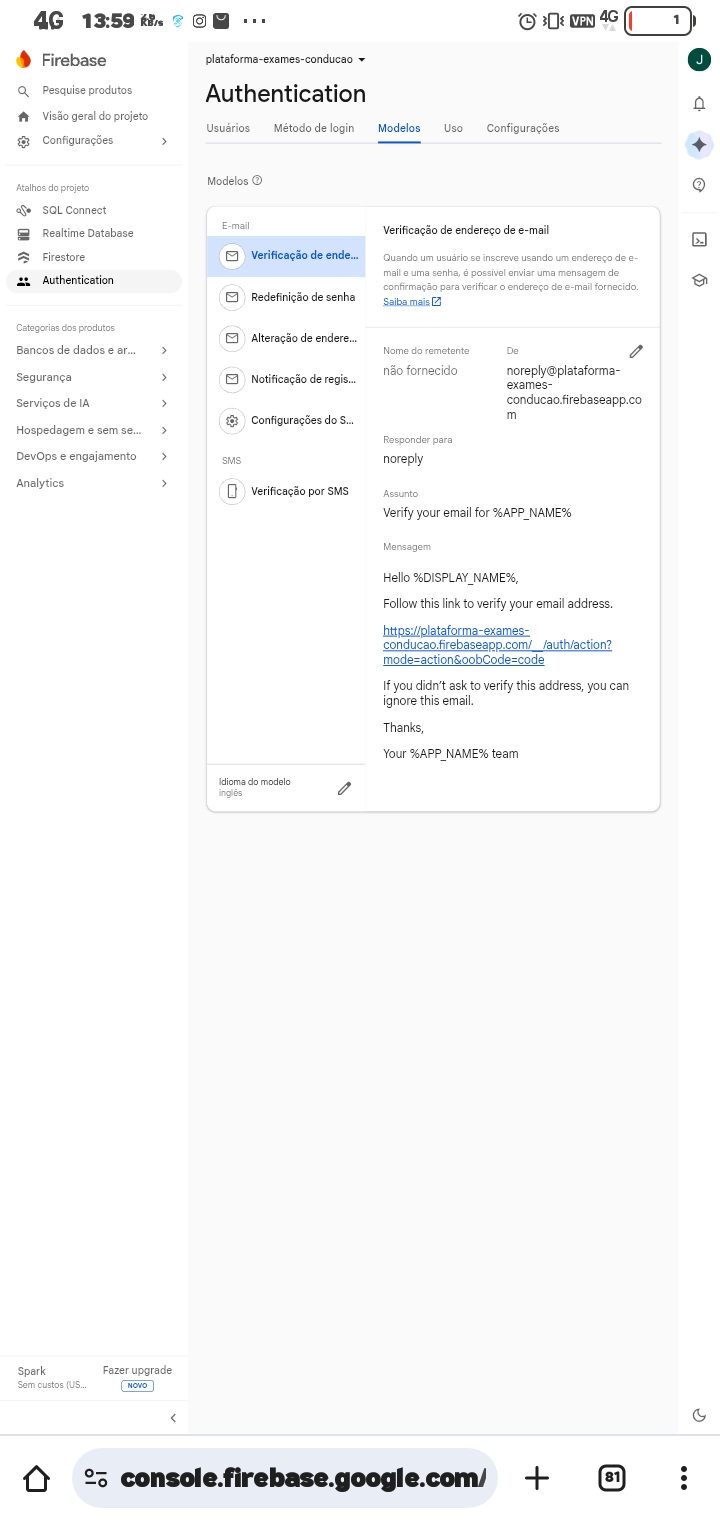 4G 13:59 4,9 KB/s
VPN 4G 1
Firebase
Pesquise produtos
Visão geral do projeto
Configurações
Atalhos do projeto
SQL Connect
Realtime Database
Firestore
Authentication
Categorias dos produtos
Bancos de dados e ar...
Segurança
Serviços de IA
Hospedagem e sem se...
DevOps e engajamento
Analytics
Spark
Sem custos (US...
Fazer upgrade
NOVO
plataforma-exames-conducao
J
Authentication
Usuários Método de login Modelos Uso Configurações
Modelos
E-mail
Verificação de ende...
Redefinição de senha
Alteração de endere...
Notificação de regis...
Configurações do S...
SMS
Verificação por SMS
Idioma do modelo
inglês
Verificação de endereço de e-mail
Quando um usuário se inscreve usando um endereço de e-
mail e uma senha, é possível enviar uma mensagem de
confirmação para verificar o endereço de e-mail fornecido.
Saiba mais
Nome do remetente
não fornecido
De
noreply@plataforma-
exames-
conducao.firebaseapp.co
m
Responder para
noreply
Assunto
Verify your email for %APP_NAME%
Mensagem
Hello %DISPLAY_NAME%,
Follow this link to verify your email address.
https://plataforma-exames-
conducao.firebaseapp.com/__/auth/action?
mode=action&oobCode=code
If you didn't ask to verify this address, you can
ignore this email.
Thanks,
Your %APP_NAME% team
console.firebase.google.com/
81